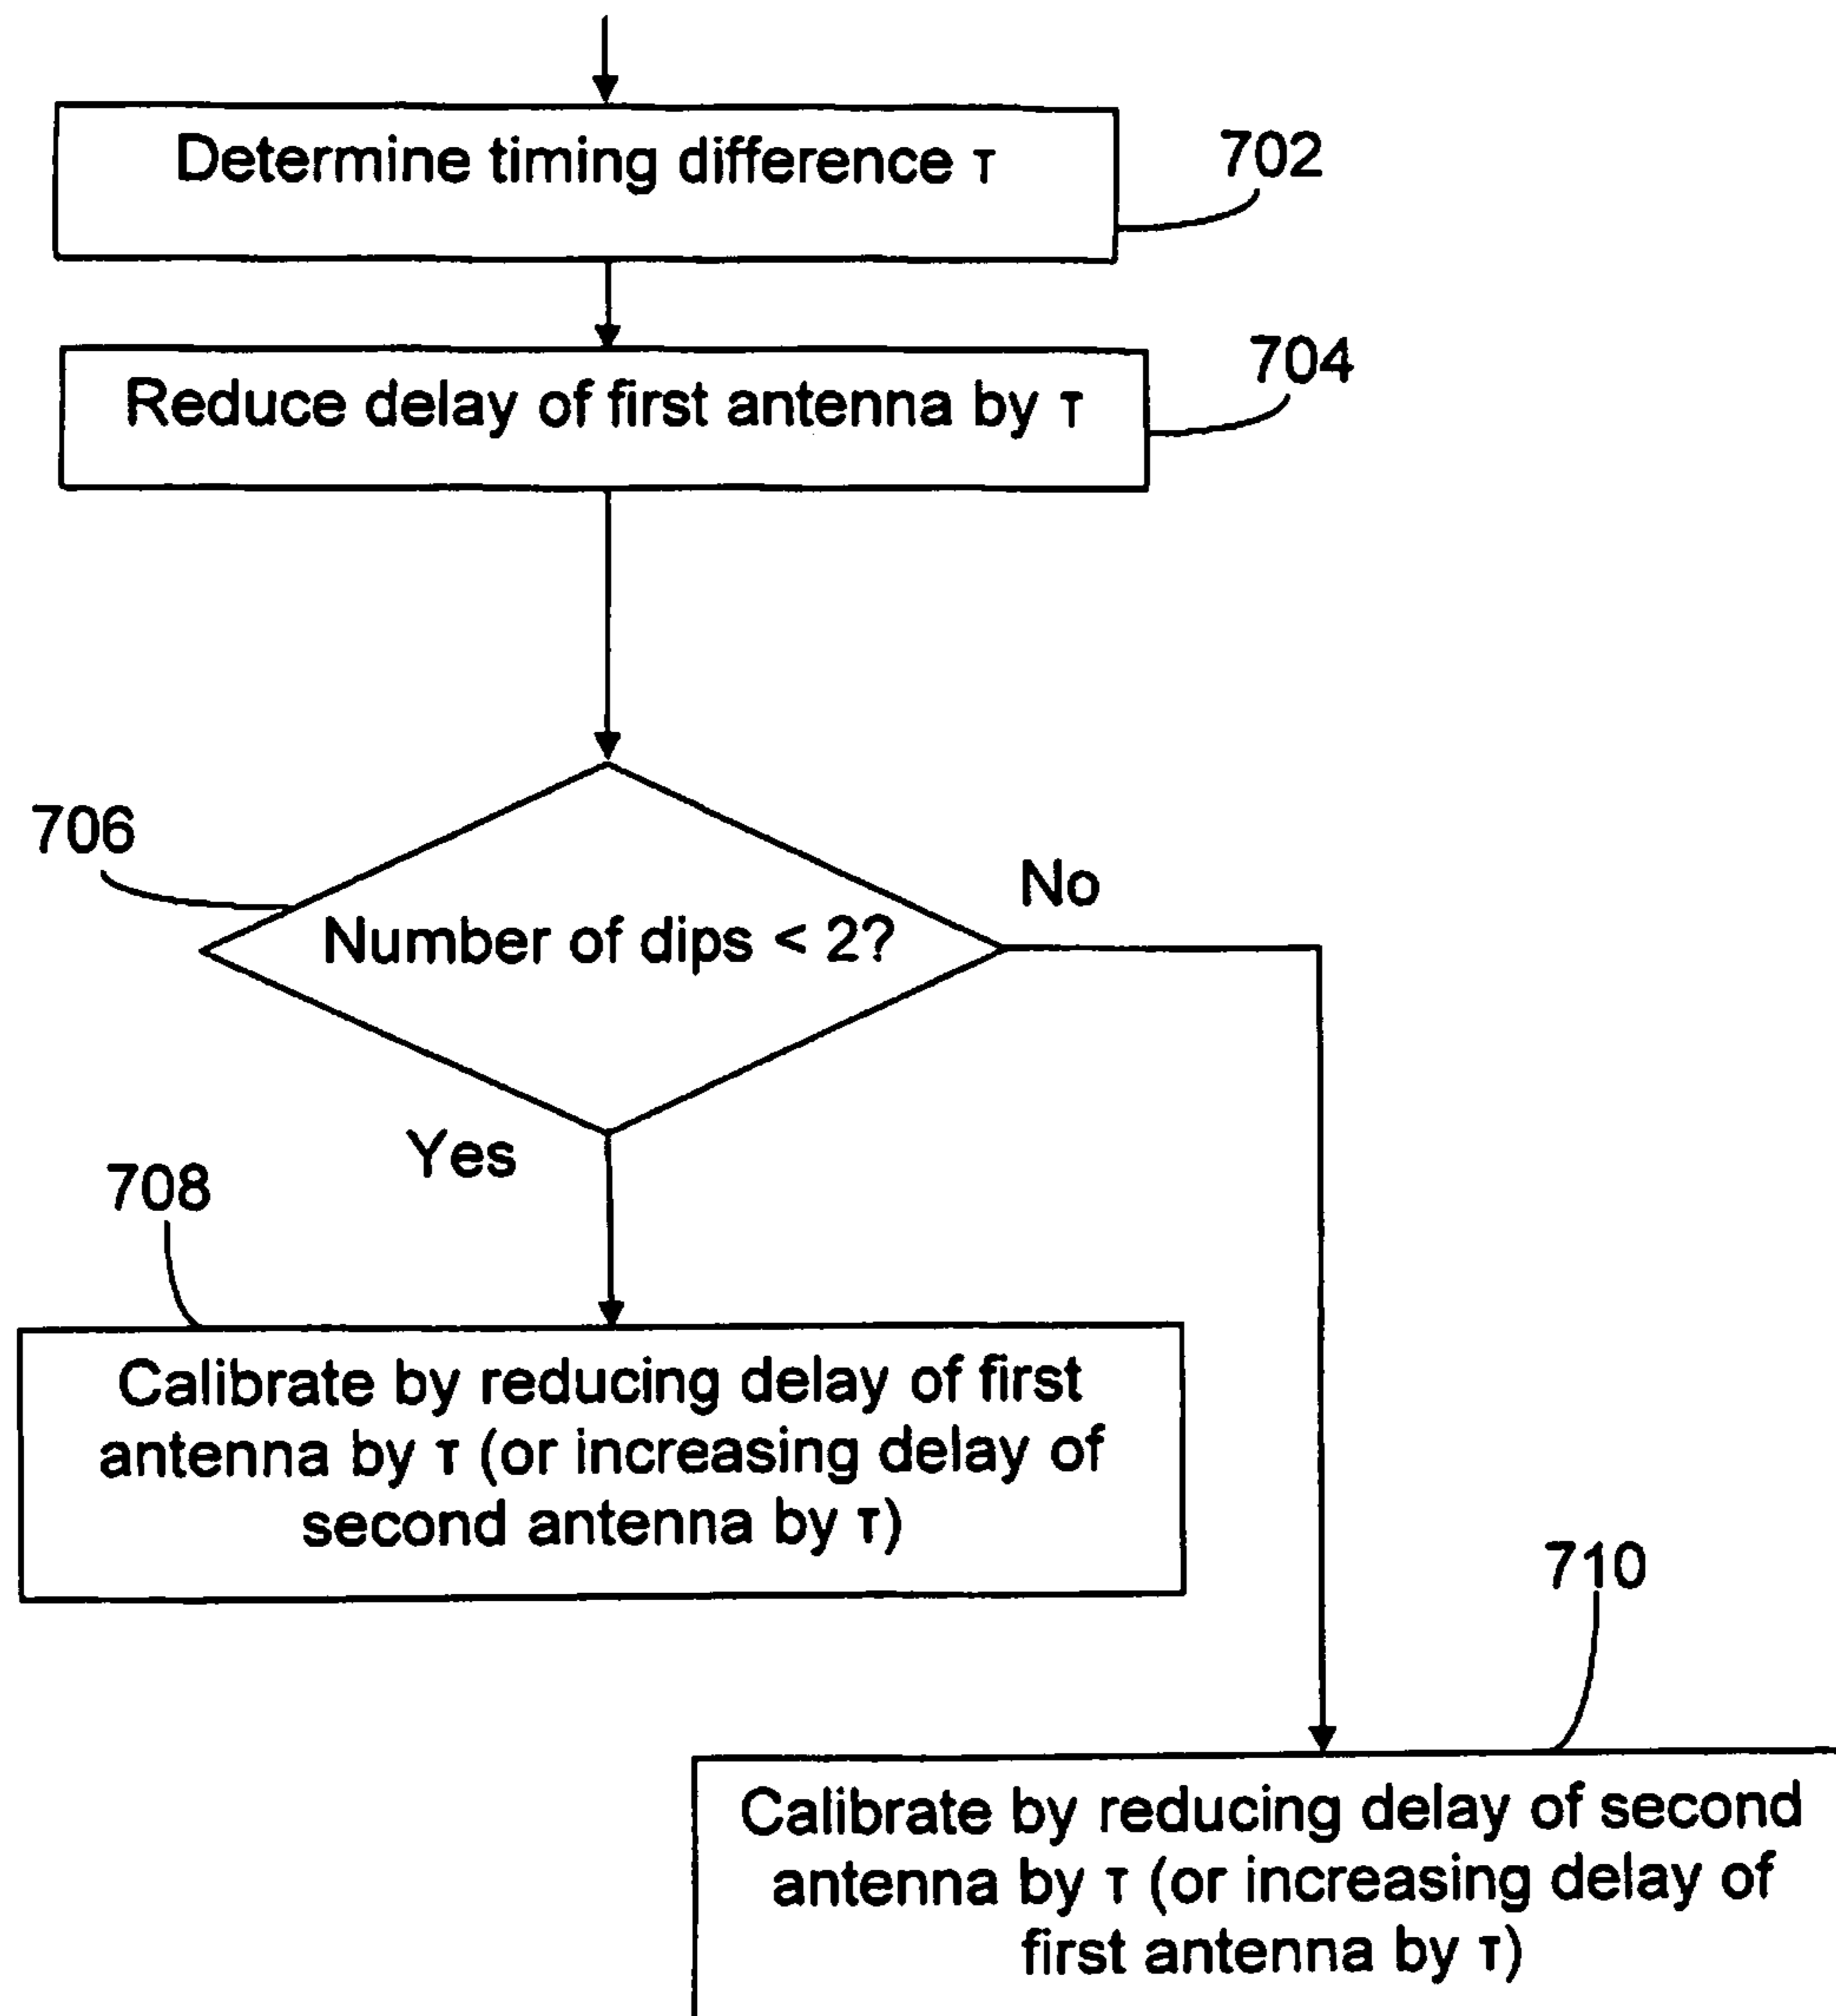 Determine timing difference τ
702
Reduce delay of first antenna by τ
704
706
Number of dips < 2?
No
Yes
708
Calibrate by reducing delay of first
antenna by τ (or increasing delay of
second antenna by τ)
710
Calibrate by reducing delay of second
antenna by τ (or increasing delay of
first antenna by τ)